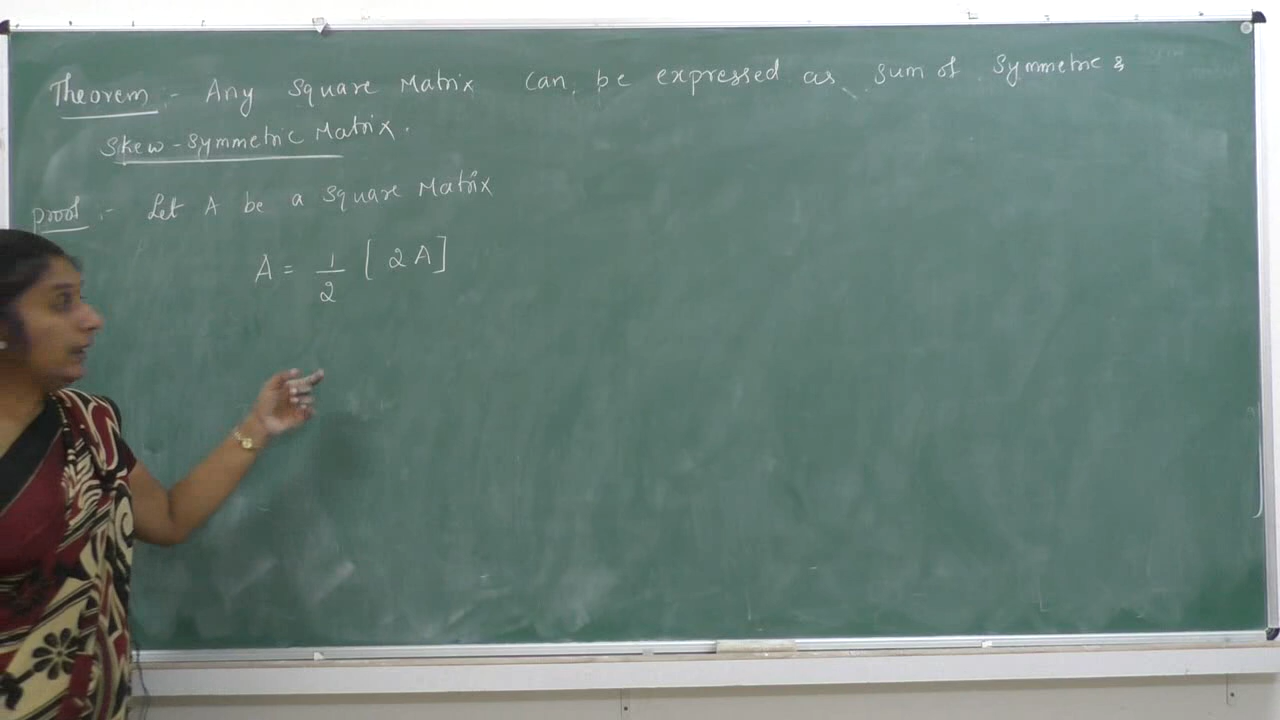 Theorem :- Any Square Matrix can be expressed as sum of Symmetric &
Skew-Symmetric Matrix.
Proof :- Let A be a square Matrix
A = 1/2 [2A]